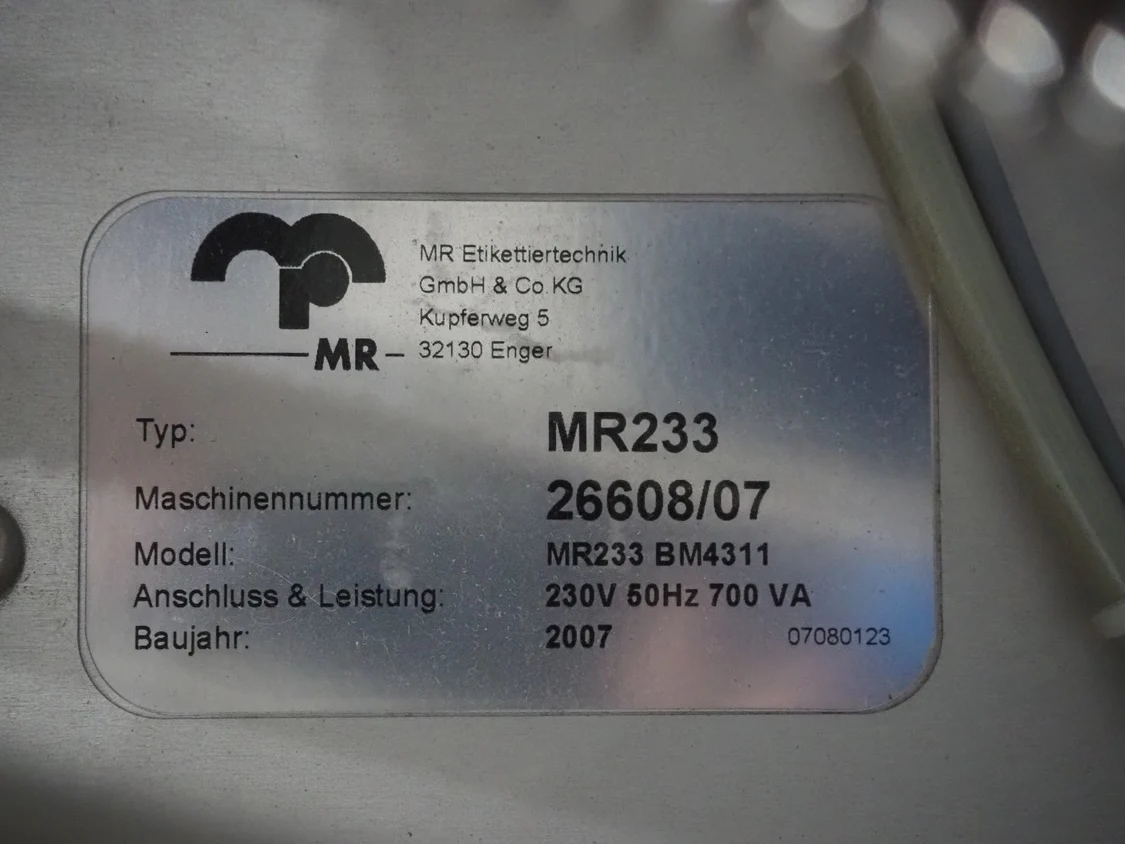 MR Etikettiertechnik
GmbH & Co.KG
Kupferweg 5
MR 32130 Enger
Typ: MR233
Maschinennummer: 26608/07
Modell: MR233 BM4311
Anschluss & Leistung: 230V 50Hz 700 VA
Baujahr: 2007 07080123